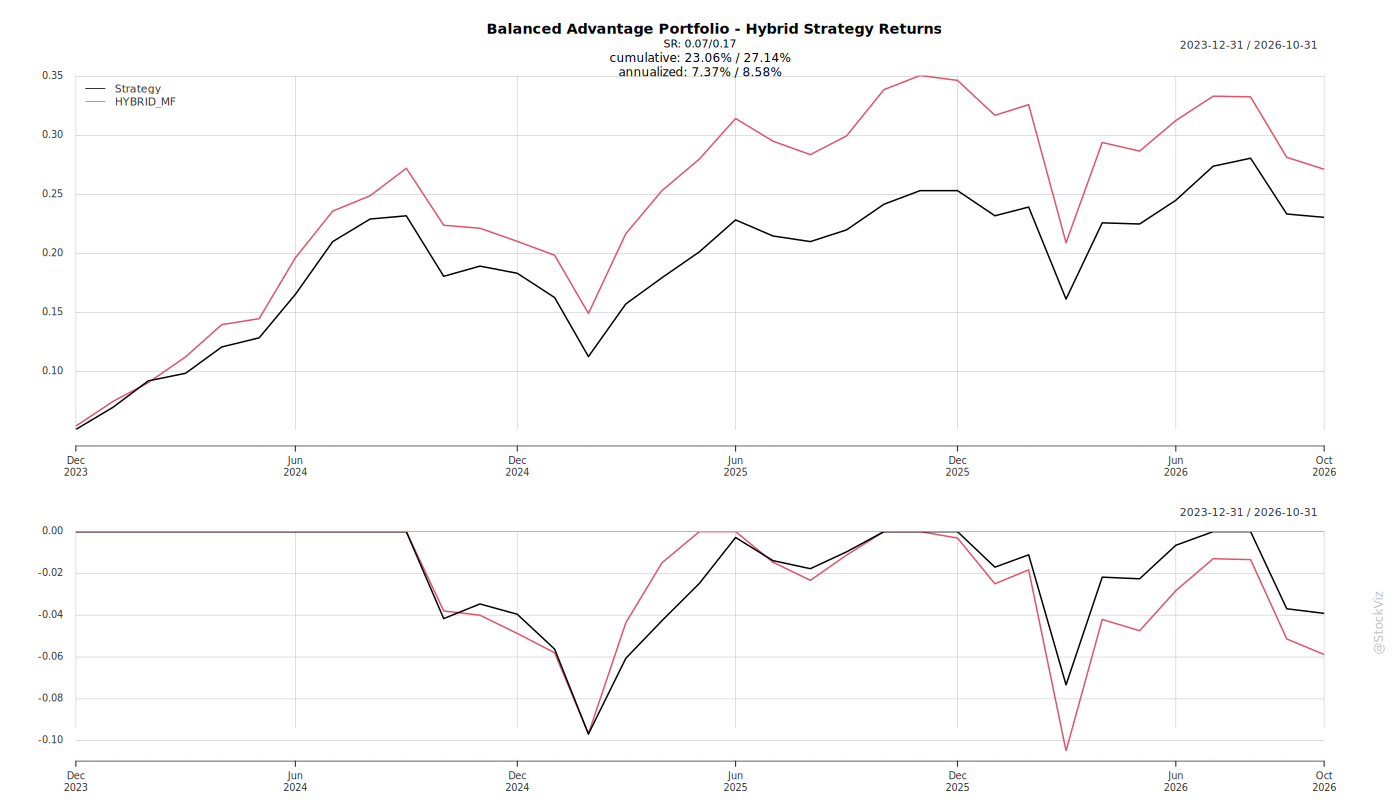 Balanced Advantage Portfolio - Hybrid Strategy Returns
SR: 0.07/0.17
cumulative: 23.06% / 27.14%
annualized: 7.37% / 8.58%
2023-12-31 / 2026-10-31
Strategy
HYBRID_MF
0.35
0.30
0.25
0.20
0.15
0.10
Dec Jun Dec Jun Dec Jun Oct
2023 2024 2024 2025 2025 2026 2026
2023-12-31 / 2026-10-31
0.00
-0.02
-0.04
-0.06
-0.08
-0.10
Dec Jun Dec Jun Dec Jun Oct
2023 2024 2024 2025 2025 2026 2026
@StockViz